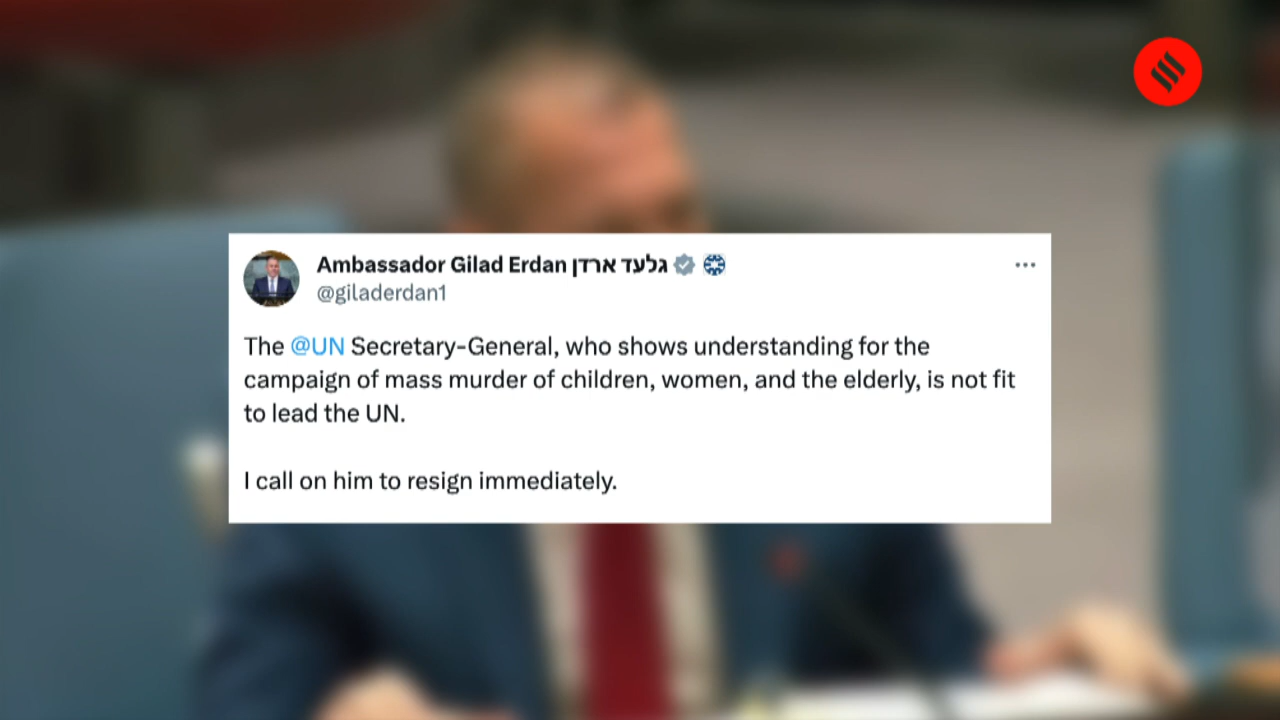 Ambassador Gilad Erdan גלעד ארדן
@giladerdan1
The @UN Secretary-General, who shows understanding for the
campaign of mass murder of children, women, and the elderly, is not fit
to lead the UN.
I call on him to resign immediately.